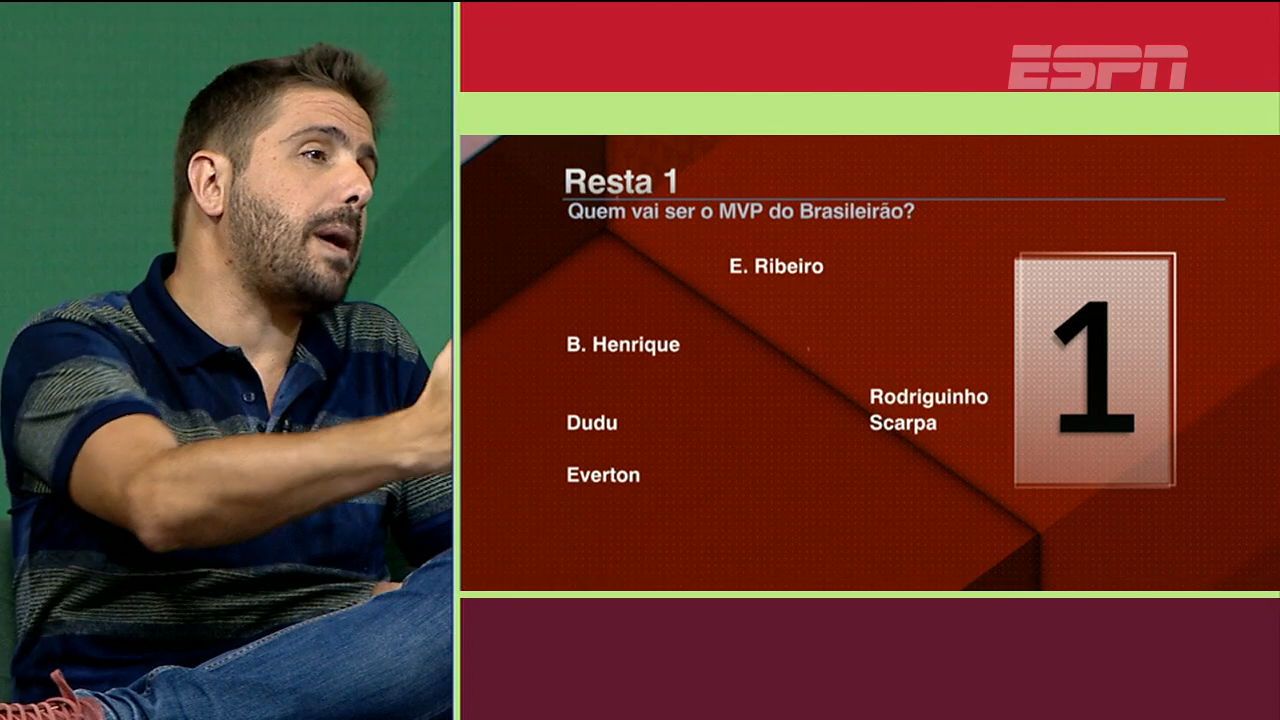 ESPN
Resta 1
Quem vai ser o MVP do Brasileirão?
E. Ribeiro
B. Henrique
Rodriguinho
Dudu
Scarpa
Everton
1